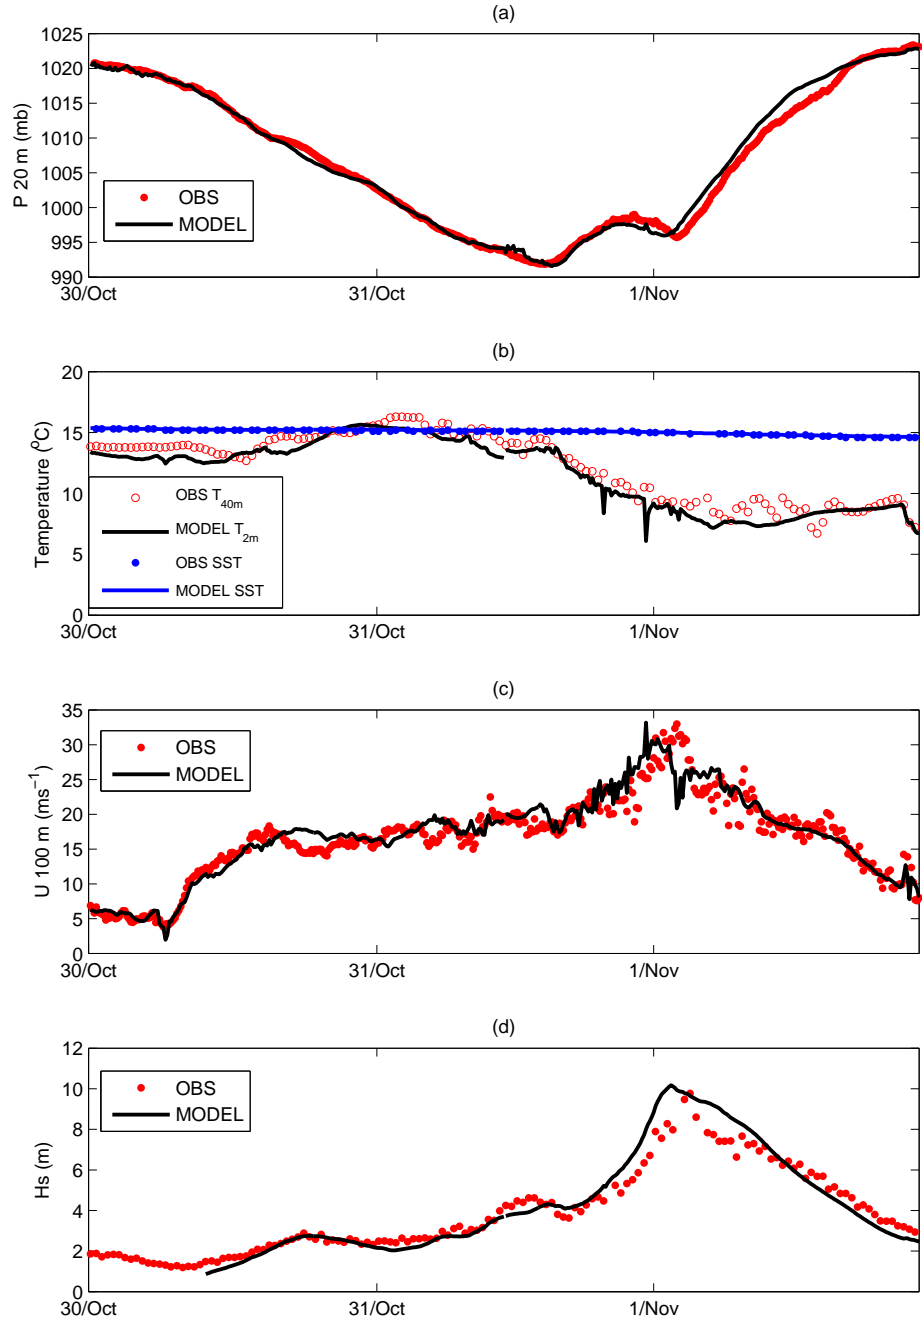 (a)
P 20 m (mb)
1025
1020
1015
1010
1005
1000
995
990
OBS
MODEL
30/Oct 31/Oct 1/Nov
(b)
Temperature (°C)
20
15
10
5
0
OBS T40m
MODEL T2m
OBS SST
MODEL SST
30/Oct 31/Oct 1/Nov
(c)
U 100 m (ms−1)
35
30
25
20
15
10
5
0
OBS
MODEL
30/Oct 31/Oct 1/Nov
(d)
Hs (m)
12
10
8
6
4
2
0
OBS
MODEL
30/Oct 31/Oct 1/Nov